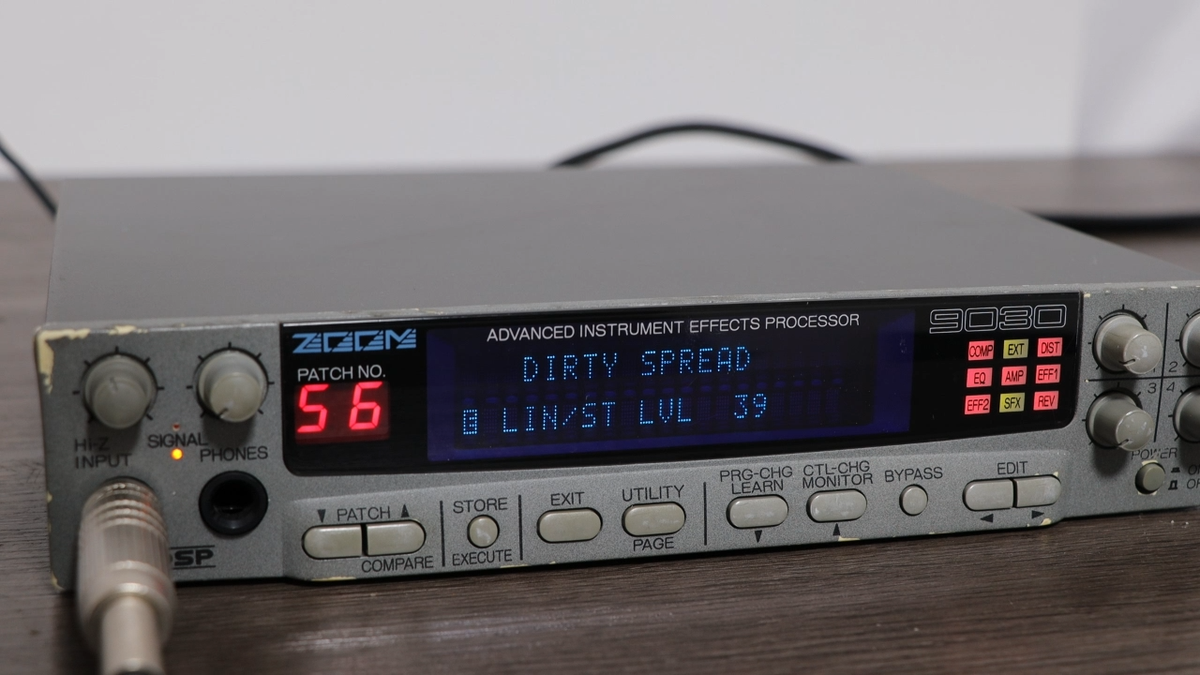 ZOOM
ADVANCED INSTRUMENT EFFECTS PROCESSOR
9030
PATCH NO.
56
DIRTY SPREAD
LIN/ST LVL 39
COMP EXT DIST
EQ AMP EFF1
EFF2 SFX REV
HI-Z
INPUT
SIGNAL
PHONES
▼ PATCH ▲
COMPARE
STORE
EXECUTE
EXIT
UTILITY
PAGE
PRG-CHG
LEARN
▼
CTL-CHG
MONITOR
▲
BYPASS
EDIT
◄ ►
POWER
2
3 4